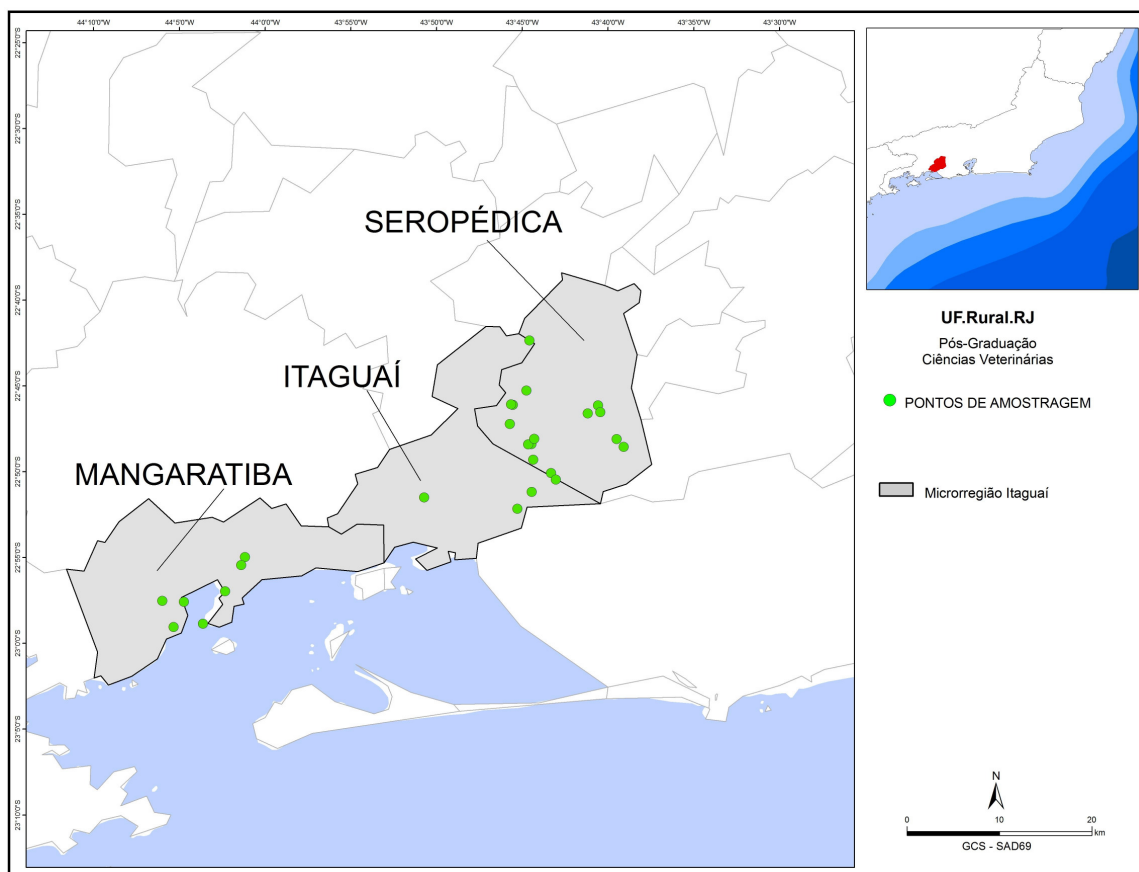 44°10'0"W 44°5'0"W 44°0'0"W 43°55'0"W 43°50'0"W 43°45'0"W 43°40'0"W 43°35'0"W 43°30'0"W
22°25'0"S
22°30'0"S
22°35'0"S
22°40'0"S
22°45'0"S
22°50'0"S
22°55'0"S
23°0'0"S
23°5'0"S
23°10'0"S
SEROPÉDICA
ITAGUAÍ
MANGARATIBA
UF.Rural.RJ
Pós-Graduação
Ciências Veterinárias
PONTOS DE AMOSTRAGEM
Microrregião Itaguaí
N
0 10 20
km
GCS - SAD69